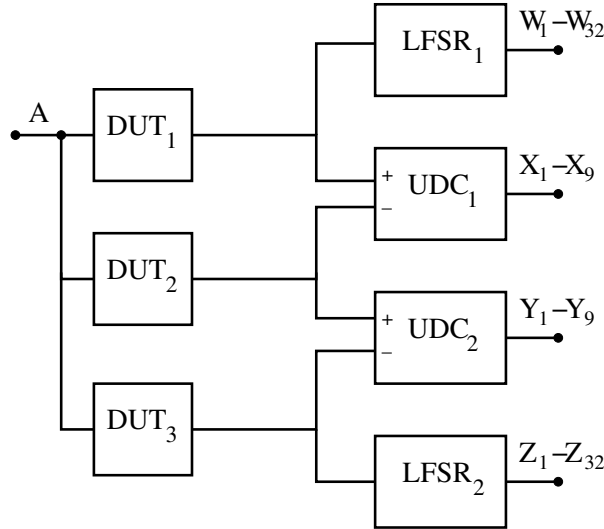 W₁–W₃₂
LFSR₁
A
DUT₁
+
–
UDC₁
X₁–X₉
DUT₂
+
–
UDC₂
Y₁–Y₉
DUT₃
LFSR₂
Z₁–Z₃₂